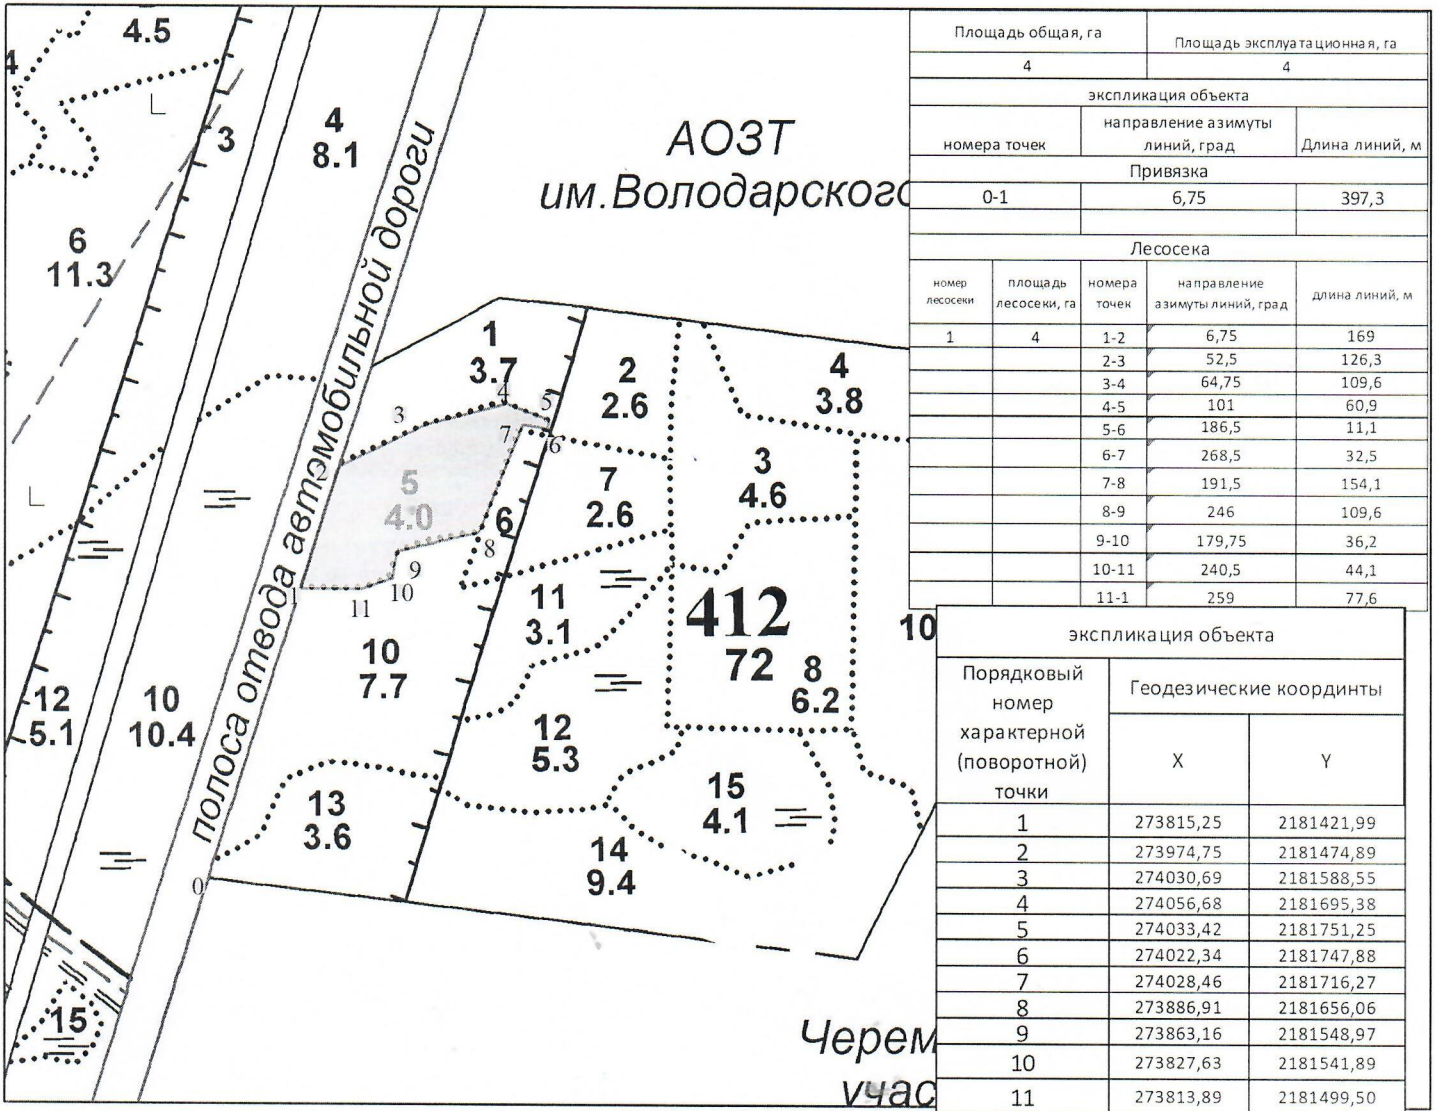 4.5
4
3
4
8.1
6
11.3
АОЗТ
им.Володарского
полоса отвода автомобильной дороги
1
3.7
2
2.6
4
3.8
3
4.6
5
4.0
6
7
2.6
3
4
5
7
6
8
9
10
11
1
11
3.1
412
72
8
6.2
10
10
7.7
12
5.1
10
10.4
12
5.3
13
3.6
15
4.1
14
9.4
0
15
Черем
учас
Площадь общая, га Площадь эксплуатационная, га
4 4
экспликация объекта
номера точек направление азимуты линий, град Длина линий, м
Привязка
0-1 6,75 397,3
Лесосека
номер лесосеки площадь лесосеки, га номера точек направление азимуты линий, град длина линий, м
1 4 1-2 6,75 169
2-3 52,5 126,3
3-4 64,75 109,6
4-5 101 60,9
5-6 186,5 11,1
6-7 268,5 32,5
7-8 191,5 154,1
8-9 246 109,6
9-10 179,75 36,2
10-11 240,5 44,1
11-1 259 77,6
экспликация объекта
Порядковый номер характерной (поворотной) точки Геодезические координты
X Y
1 273815,25 2181421,99
2 273974,75 2181474,89
3 274030,69 2181588,55
4 274056,68 2181695,38
5 274033,42 2181751,25
6 274022,34 2181747,88
7 274028,46 2181716,27
8 273886,91 2181656,06
9 273863,16 2181548,97
10 273827,63 2181541,89
11 273813,89 2181499,50